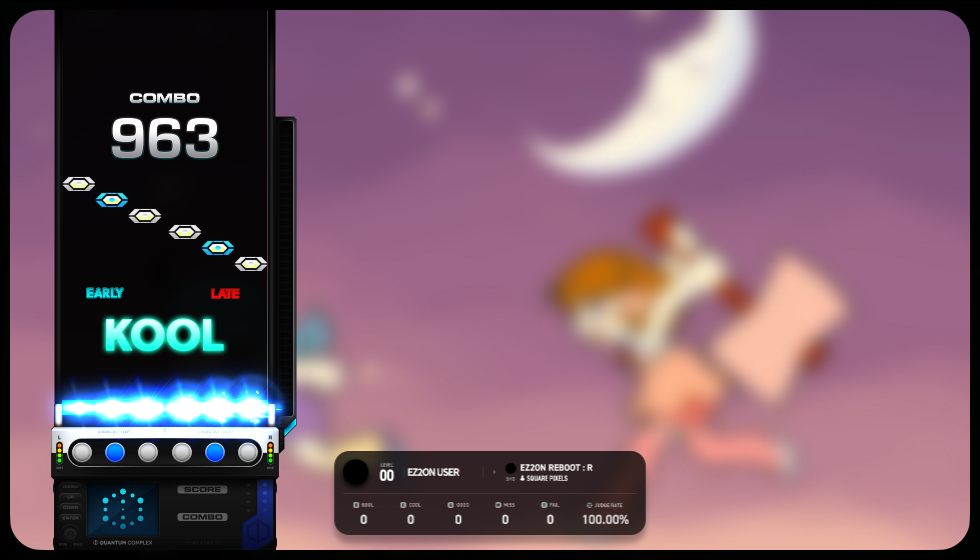 COMBO
963
EARLY LATE
KOOL
L R
SCORE
COMBO
QUANTUM COMPLEX
LEVEL
00 EZ2ON USER
EZ2ON REBOOT : R
SQUARE PIXELS
KOOL COOL GOOD MISS FAIL JUDGE RATE
0 0 0 0 0 100.00%